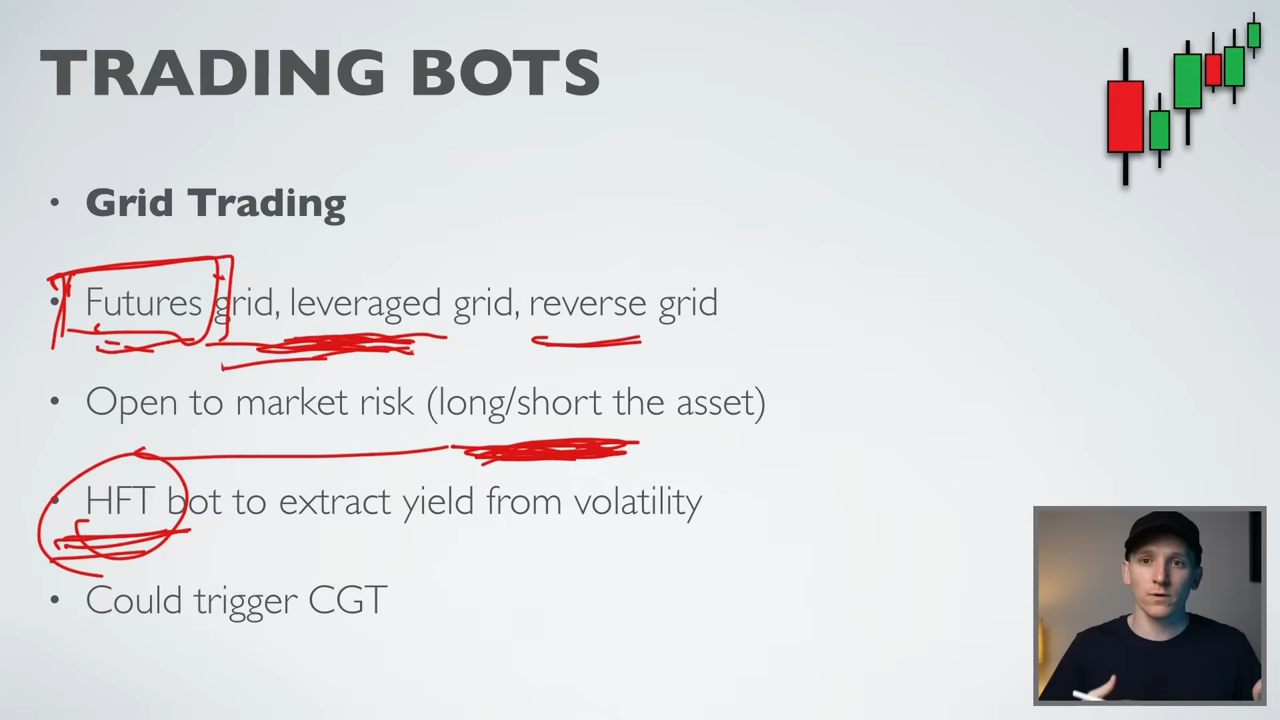 TRADING BOTS
• Grid Trading
• Futures grid, leveraged grid, reverse grid
• Open to market risk (long/short the asset)
• HFT bot to extract yield from volatility
• Could trigger CGT